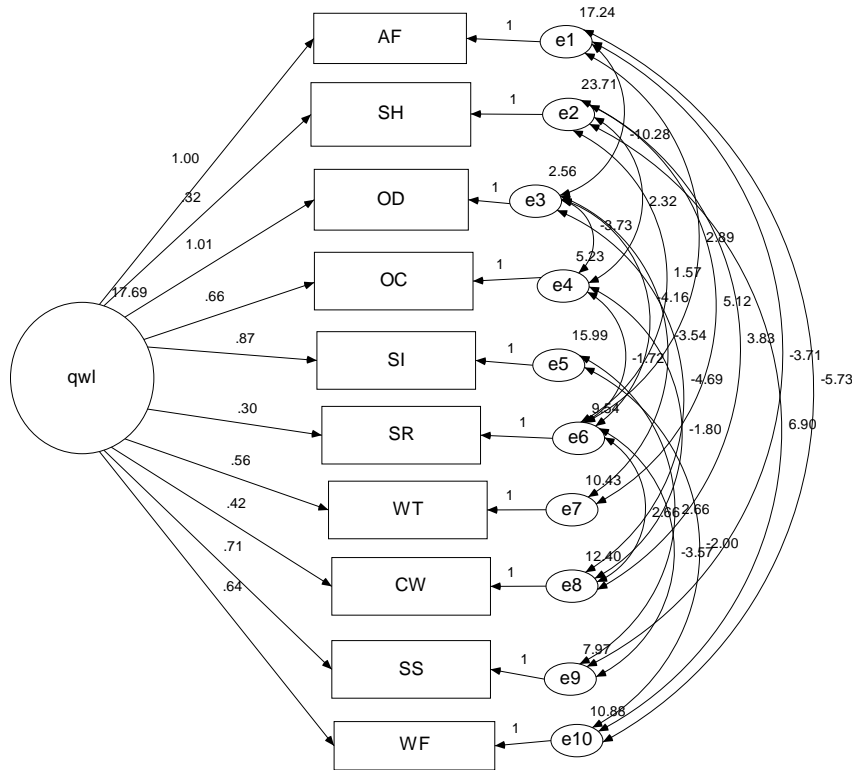 17.24
AF
1
e1
23.71
SH
1
e2
-10.28
1.00
2.56
.32
OD
1
e3
2.32
-3.73
2.89
1.01
5.23
OC
1
e4
1.57
17.69
.66
-4.16
5.12
15.99
-3.54
3.83
.87
SI
1
e5
-1.72
-3.71
qwl
-4.69
-5.73
.30
9.54
SR
1
e6
-1.80
6.90
.56
10.43
WT
1
e7
2.66
2.66
.42
-2.00
-3.57
.71
12.40
CW
1
e8
.64
7.97
SS
1
e9
10.88
WF
1
e10